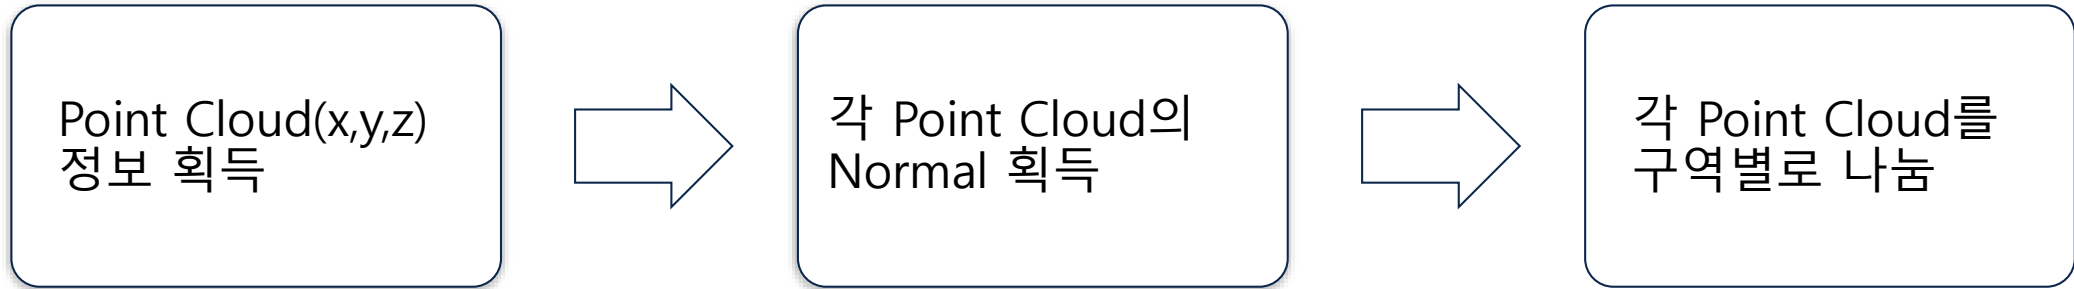 Point Cloud(x,y,z)
정보 획득
각 Point Cloud의
Normal 획득
각 Point Cloud를
구역별로 나눔